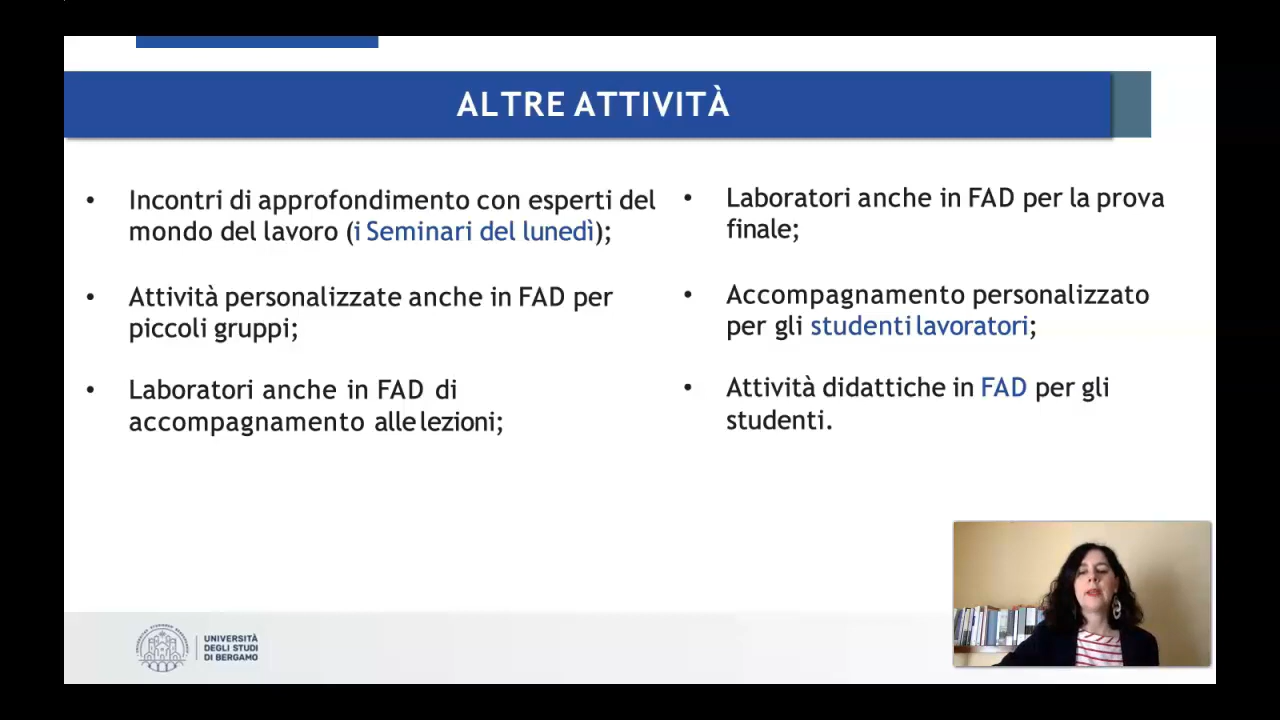 ALTRE ATTIVITÀ
• Incontri di approfondimento con esperti del
mondo del lavoro (i Seminari del lunedì);
• Attività personalizzate anche in FAD per
piccoli gruppi;
• Laboratori anche in FAD di
accompagnamento alle lezioni;
• Laboratori anche in FAD per la prova
finale;
• Accompagnamento personalizzato
per gli studenti lavoratori;
• Attività didattiche in FAD per gli
studenti.
UNIVERSITÀ
DEGLI STUDI
DI BERGAMO